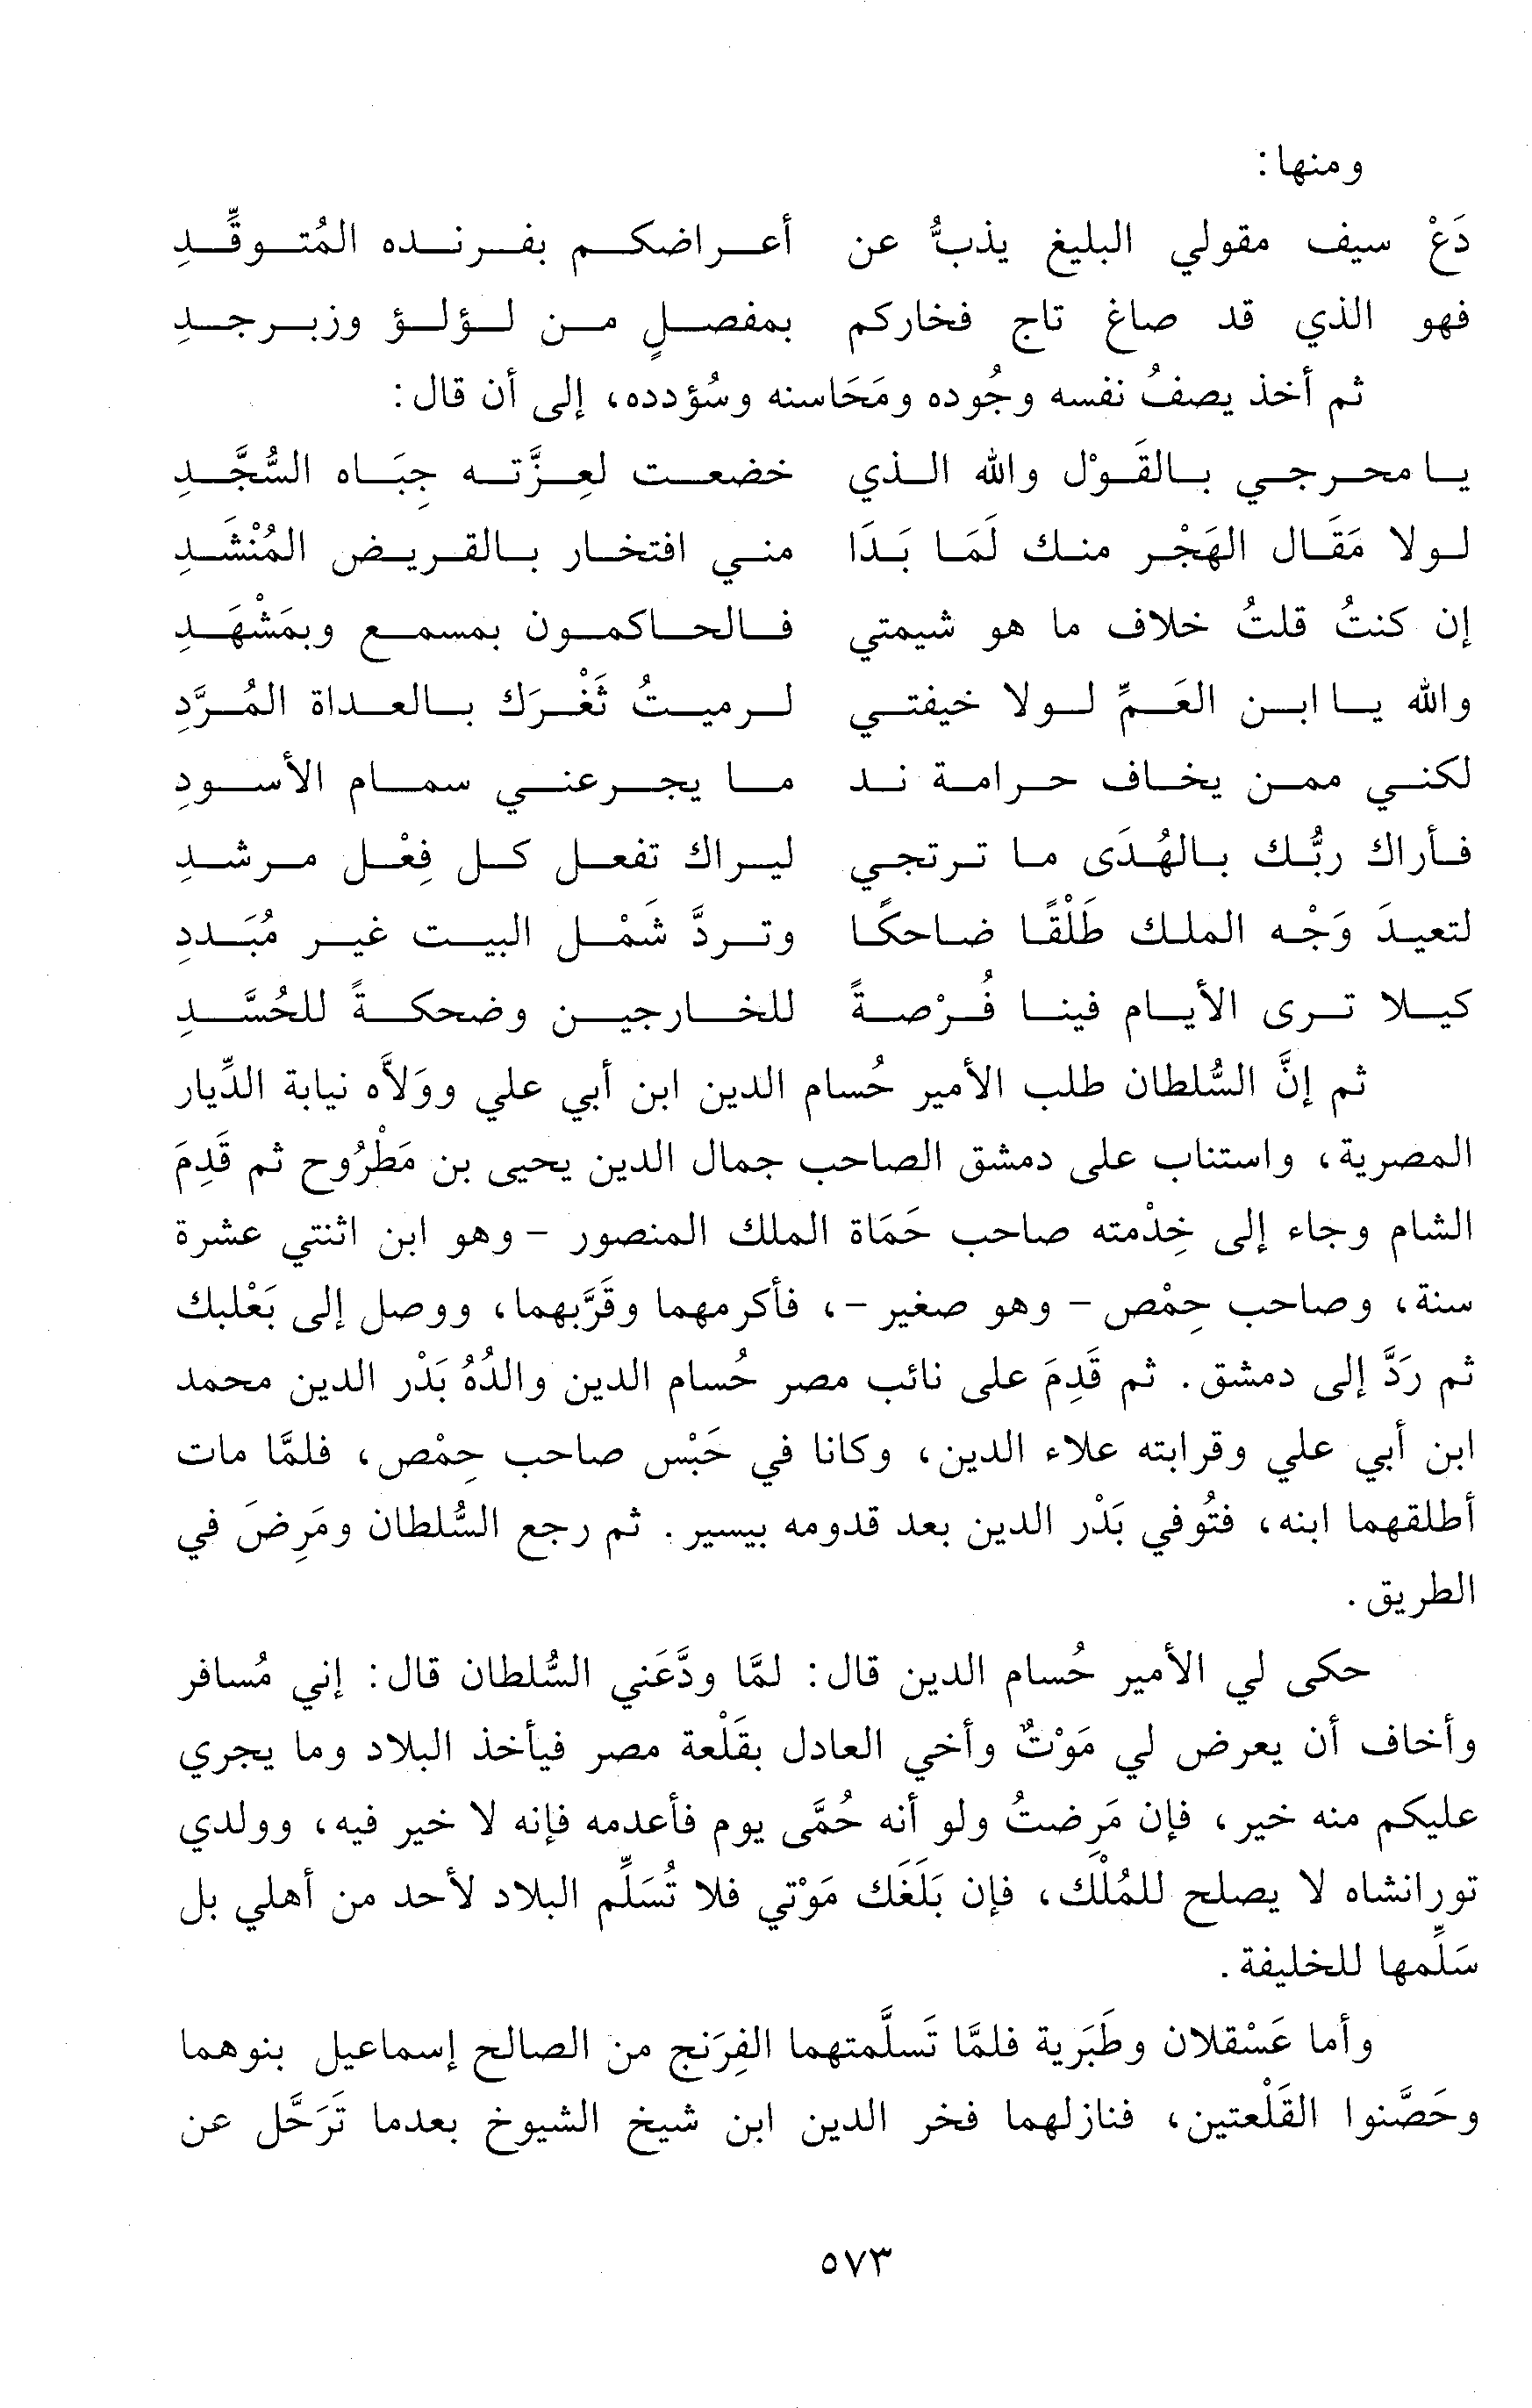 ومنها:
دَعْ سيف مقولي البليغ يذبُّ عن أعراضكم بفرنده المُتوقِّدِ
فهو الذي قد صاغ تاج فخاركم بمفصلٍ من لؤلؤ وزبرجدِ
ثم أخذ يصفُ نفسه وجُوده ومَحَاسنه وسُؤدده، إلى أن قال:
يا محرجي بالقَوْل والله الذي خضعت لعِزَّته جِبَاه السُّجَّدِ
لولا مَقَال الهَجْر منك لَمَا بَدَا مني افتخار بالقريض المُنْشَدِ
إن كنتُ قلتُ خلاف ما هو شيمتي فالحاكمون بمسمع وبمَشْهَدِ
والله يا ابن العَمِّ لولا خيفتي لرميتُ ثَغْرَك بالعداة المُرَّدِ
لكني ممن يخاف حرامة ند ما يجرعني سمام الأسودِ
فأراك ربُّك بالهُدَى ما ترتجي ليراك تفعل كل فِعْل مرشدِ
لتعيدَ وَجْه الملك طَلْقًا ضاحكًا وتردَّ شَمْل البيت غير مُبَددِ
كيلا ترى الأيام فينا فُرْصةً للخارجين وضحكةً للحُسَّدِ
ثم إنَّ السُّلطان طلب الأمير حُسام الدين ابن أبي علي ووَلاَّه نيابة الدِّيار
المصرية، واستناب على دمشق الصاحب جمال الدين يحيى بن مَطْرُوح ثم قَدِمَ
الشام وجاء إلى خِدْمته صاحب حَمَاة الملك المنصور - وهو ابن اثنتي عشرة
سنة، وصاحب حِمْص - وهو صغير -، فأكرمهما وقَرَّبهما، ووصل إلى بَعْلبك
ثم رَدَّ إلى دمشق. ثم قَدِمَ على نائب مصر حُسام الدين والدُهُ بَدْر الدين محمد
ابن أبي علي وقرابته علاء الدين، وكانا في حَبْس صاحب حِمْص، فلمَّا مات
أطلقهما ابنه، فتُوفي بَدْر الدين بعد قدومه بيسير. ثم رجع السُّلطان ومَرِضَ في
الطريق.
حكى لي الأمير حُسام الدين قال: لمَّا ودَّعَني السُّلطان قال: إني مُسافر
وأخاف أن يعرض لي مَوْتٌ وأخي العادل بقَلْعة مصر فيأخذ البلاد وما يجري
عليكم منه خير، فإن مَرِضتُ ولو أنه حُمَّى يوم فأعدمه فإنه لا خير فيه، وولدي
تورانشاه لا يصلح للمُلْك، فإن بَلَغَك مَوْتي فلا تُسَلِّم البلاد لأحد من أهلي بل
سَلِّمها للخليفة.
وأما عَسْقلان وطَبَرية فلمَّا تَسلَّمتهما الفِرَنج من الصالح إسماعيل بنوهما
وحَصَّنوا القَلْعتين، فنازلهما فخر الدين ابن شيخ الشيوخ بعدما تَرَحَّل عن
٥٧٣